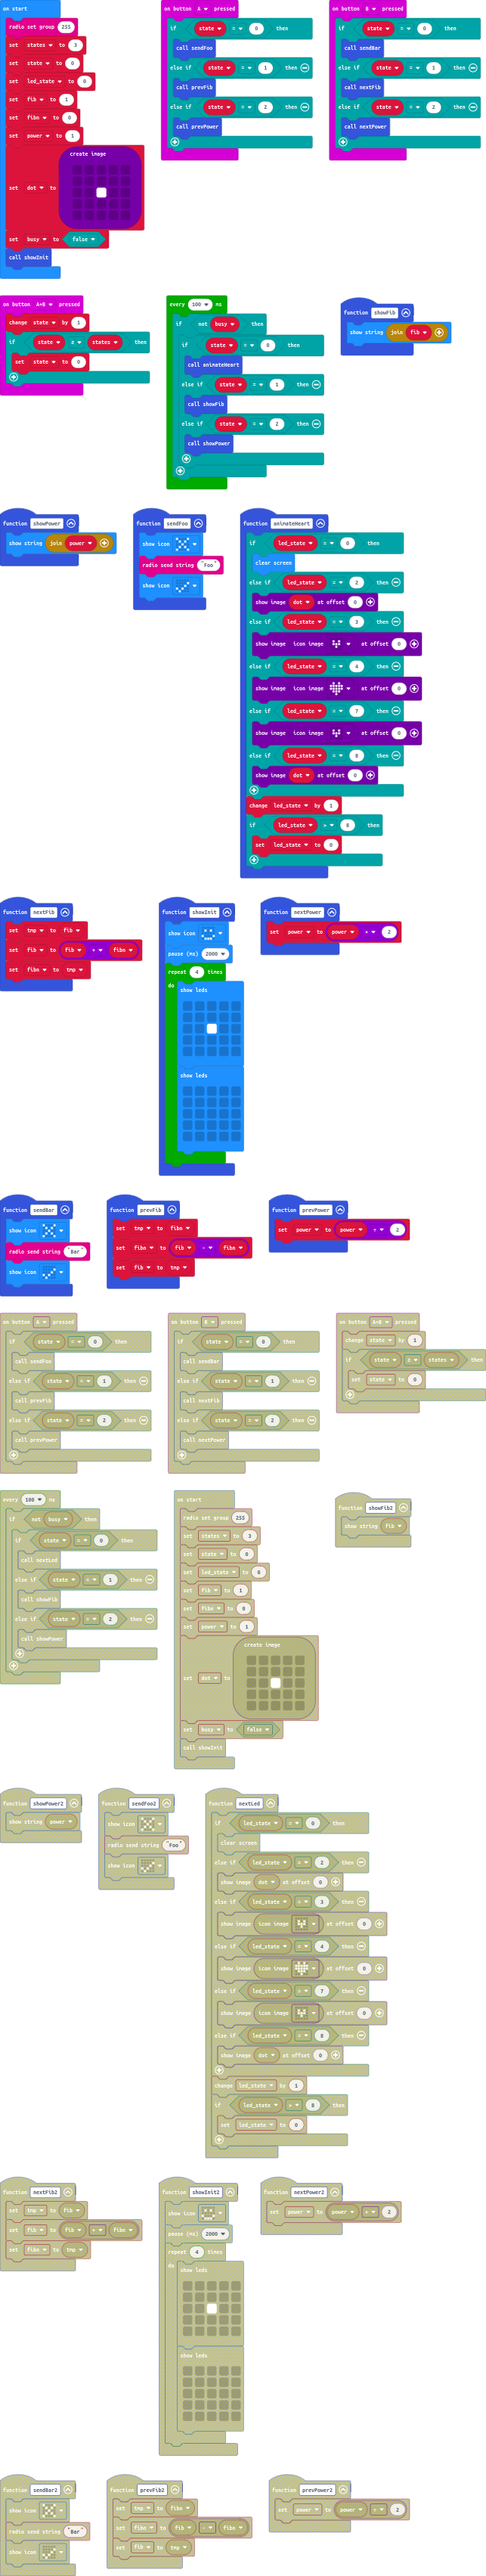 on start
radio set group 255
set states to 3
set state to 0
set led_state to 0
set fib to 1
set fibn to 0
set power to 1
create image
set dot to
set busy to false
call showInit
on button A pressed
if state = 0 then
call sendFoo
else if state = 1 then
call prevFib
else if state = 2 then
call prevPower
on button B pressed
if state = 0 then
call sendBar
else if state = 1 then
call nextFib
else if state = 2 then
call nextPower
on button A+B pressed
change state by 1
if state ≥ states then
set state to 0
every 100 ms
if not busy then
if state = 0 then
call animateHeart
else if state = 1 then
call showFib
else if state = 2 then
call showPower
function showFib
show string join fib
function showPower
show string join power
function sendFoo
show icon
radio send string "Foo"
show icon
function animateHeart
if led_state = 0 then
clear screen
else if led_state = 2 then
show image dot at offset 0
else if led_state = 3 then
show image icon image at offset 0
else if led_state = 4 then
show image icon image at offset 0
else if led_state = 7 then
show image icon image at offset 0
else if led_state = 8 then
show image dot at offset 0
change led_state by 1
if led_state > 8 then
set led_state to 0
function nextFib
set tmp to fib
set fib to fib + fibn
set fibn to tmp
function showInit
show icon
pause (ms) 2000
repeat 4 times
do
show leds
show leds
function nextPower
set power to power × 2
function sendBar
show icon
radio send string "Bar"
show icon
function prevFib
set tmp to fibn
set fibn to fib - fibn
set fib to tmp
function prevPower
set power to power ÷ 2
on button A pressed
if state = 0 then
call sendFoo
else if state = 1 then
call prevFib
else if state = 2 then
call prevPower
on button B pressed
if state = 0 then
call sendBar
else if state = 1 then
call nextFib
else if state = 2 then
call nextPower
on button A+B pressed
change state by 1
if state ≥ states then
set state to 0
every 100 ms
if not busy then
if state = 0 then
call nextLed
else if state = 1 then
call showFib
else if state = 2 then
call showPower
on start
radio set group 255
set states to 3
set state to 0
set led_state to 0
set fib to 1
set fibn to 0
set power to 1
create image
set dot to
set busy to false
call showInit
function showFib2
show string fib
function showPower2
show string power
function sendFoo2
show icon
radio send string "Foo"
show icon
function nextLed
if led_state = 0 then
clear screen
else if led_state = 2 then
show image dot at offset 0
else if led_state = 3 then
show image icon image at offset 0
else if led_state = 4 then
show image icon image at offset 0
else if led_state = 7 then
show image icon image at offset 0
else if led_state = 8 then
show image dot at offset 0
change led_state by 1
if led_state > 8 then
set led_state to 0
function nextFib2
set tmp to fib
set fib to fib + fibn
set fibn to tmp
function showInit2
show icon
pause (ms) 2000
repeat 4 times
do
show leds
show leds
function nextPower2
set power to power × 2
function sendBar2
show icon
radio send string "Bar"
show icon
function prevFib2
set tmp to fibn
set fibn to fib - fibn
set fib to tmp
function prevPower2
set power to power ÷ 2